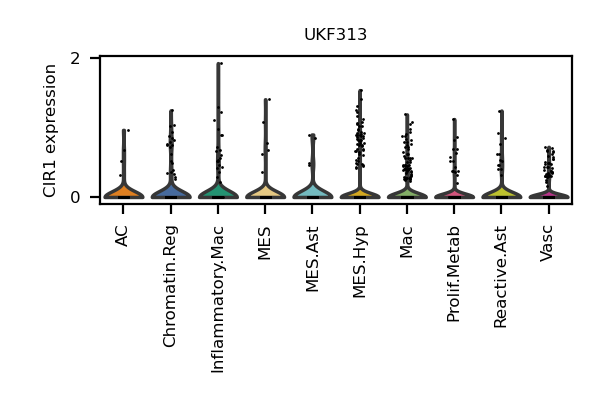 UKF313
CIR1 expression
2
0
AC
Chromatin.Reg
Inflammatory.Mac
MES
MES.Ast
MES.Hyp
Mac
Prolif.Metab
Reactive.Ast
Vasc